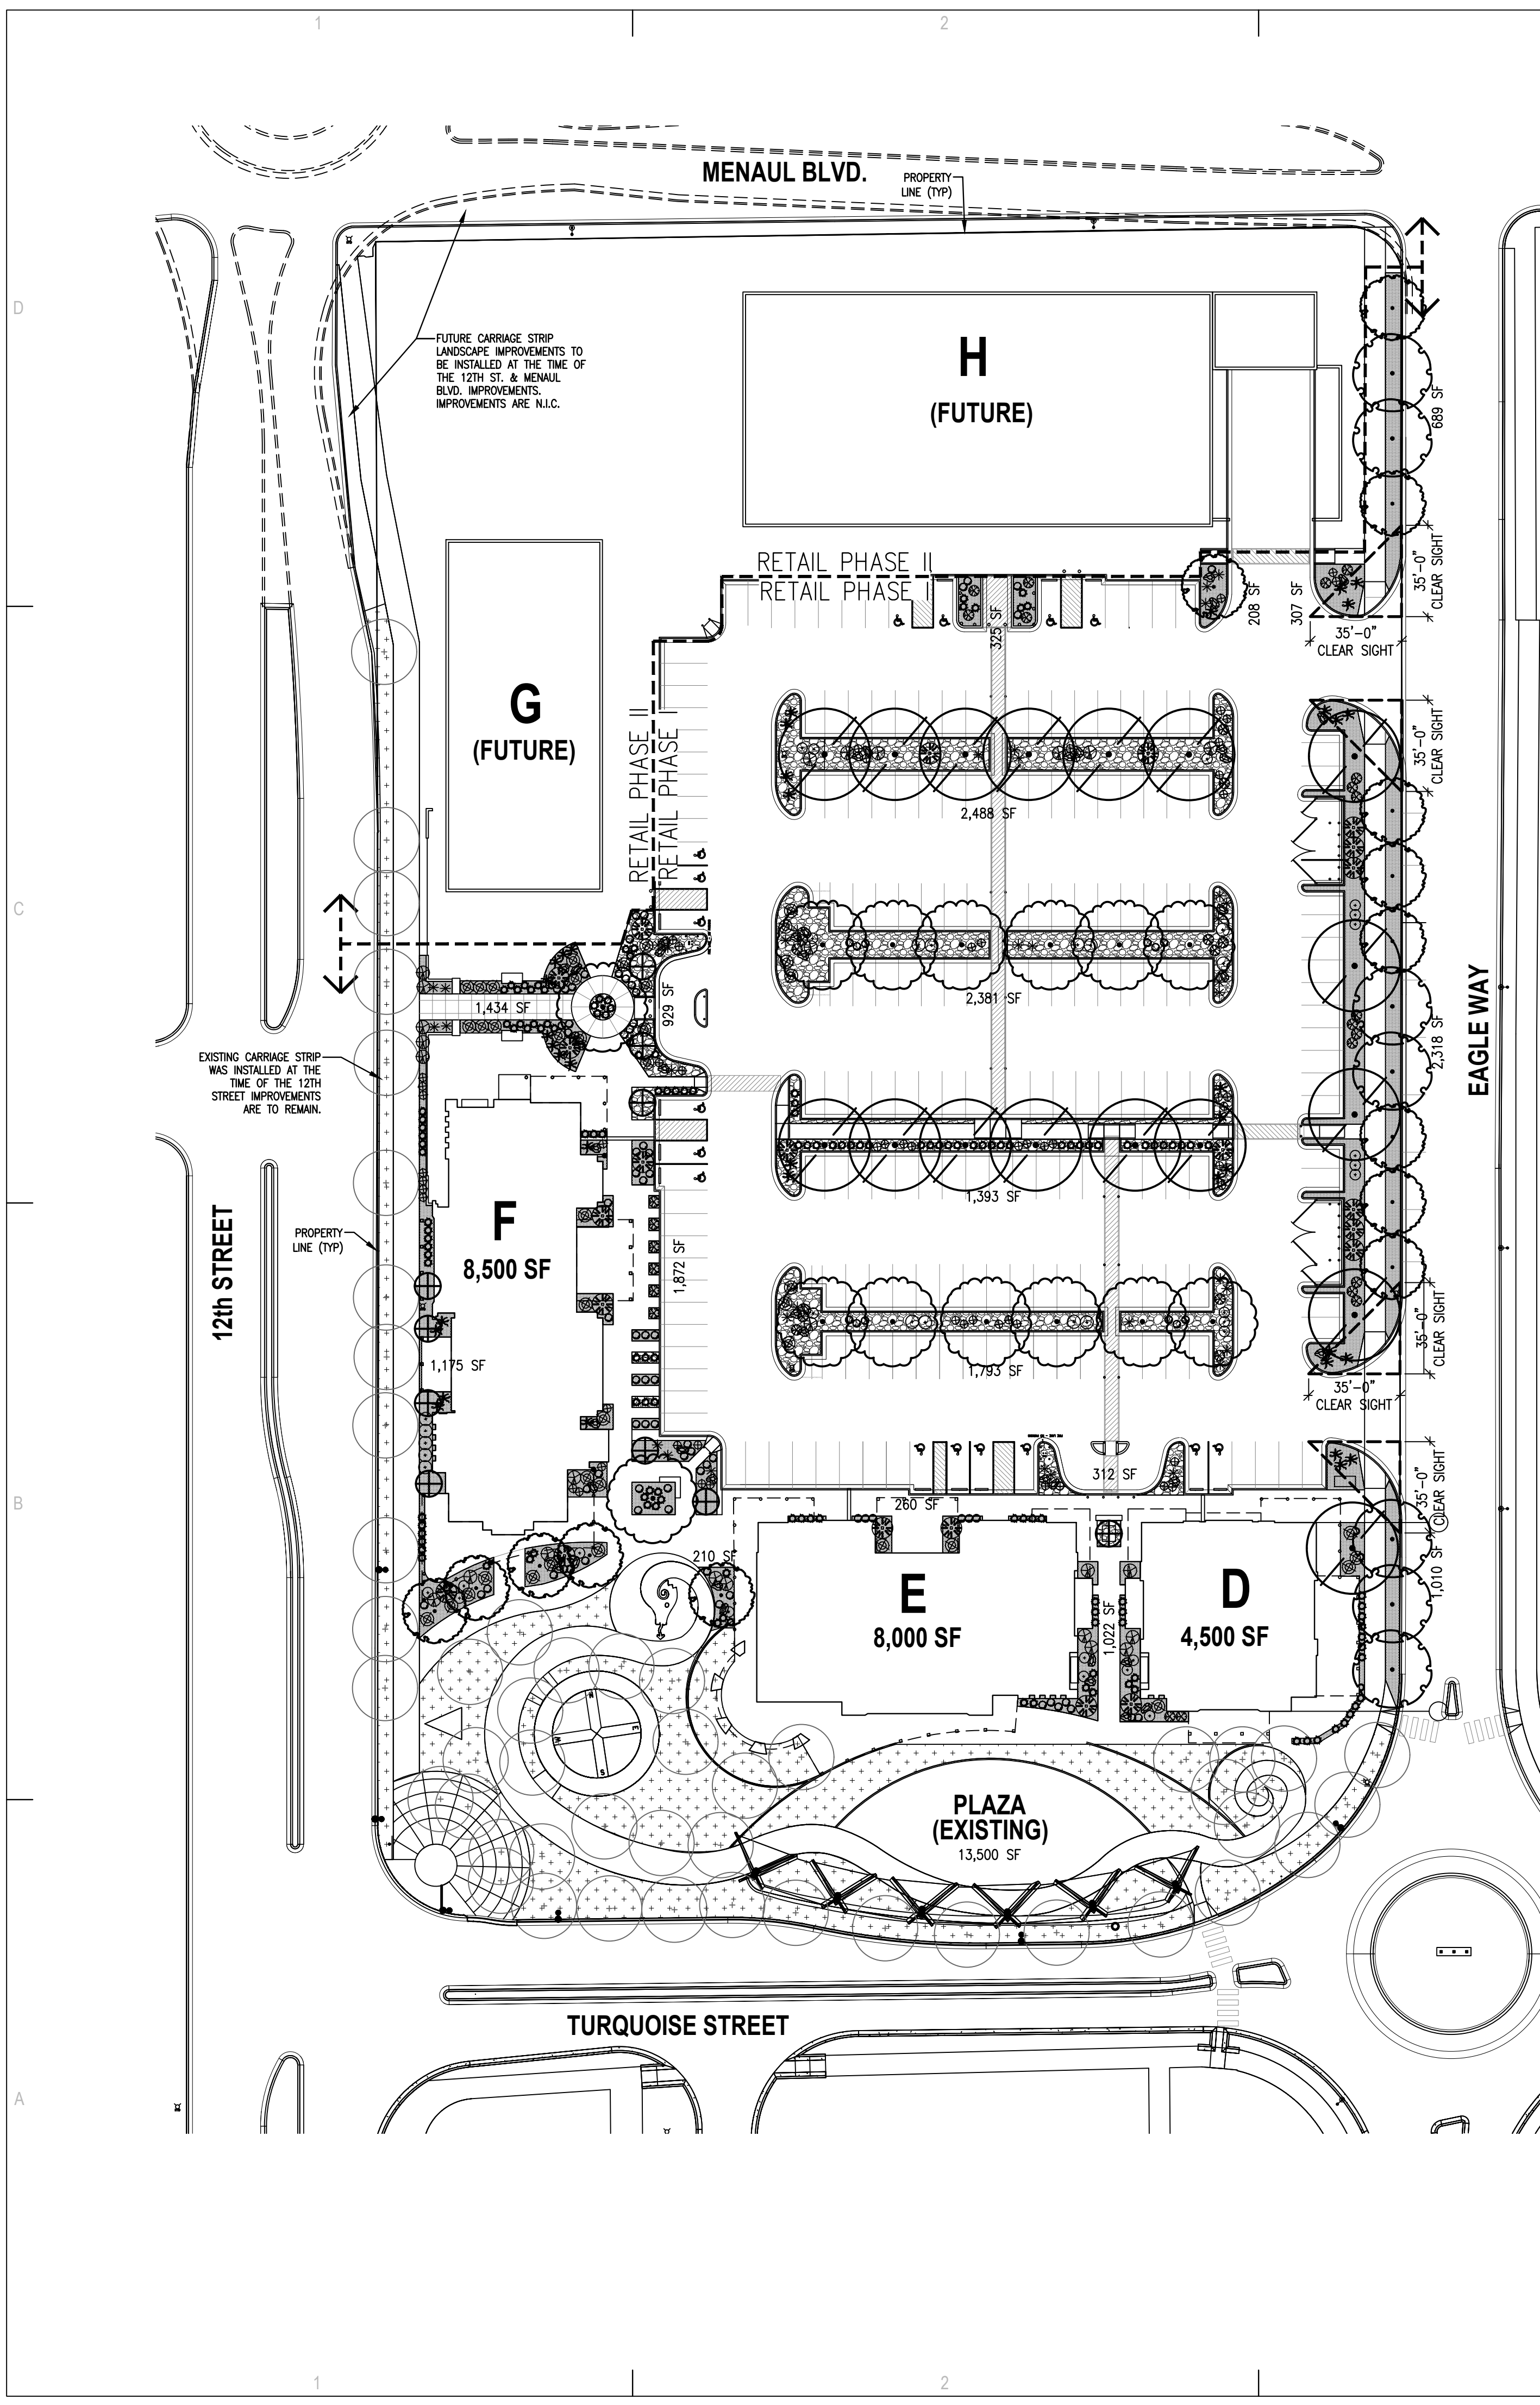 1
2
MENAUL BLVD.
PROPERTY
LINE (TYP)
D
FUTURE CARRIAGE STRIP
LANDSCAPE IMPROVEMENTS TO
BE INSTALLED AT THE TIME OF
THE 12TH ST. & MENAUL
BLVD. IMPROVEMENTS.
IMPROVEMENTS ARE N.I.C.
H
(FUTURE)
689 SF
RETAIL PHASE II
RETAIL PHASE I
325 SF
208 SF
307 SF
35'-0"
CLEAR SIGHT
35'-0"
CLEAR SIGHT
G
(FUTURE)
RETAIL PHASE II
RETAIL PHASE I
35'-0"
CLEAR SIGHT
2,488 SF
C
1,434 SF
929 SF
2,381 SF
2,318 SF
EAGLE WAY
EXISTING CARRIAGE STRIP
WAS INSTALLED AT THE
TIME OF THE 12TH
STREET IMPROVEMENTS
ARE TO REMAIN.
1,393 SF
12th STREET
PROPERTY
LINE (TYP)
F
8,500 SF
1,872 SF
1,175 SF
1,793 SF
35'-0"
CLEAR SIGHT
35'-0"
CLEAR SIGHT
B
312 SF
260 SF
35'-0"
CLEAR SIGHT
210 SF
1,010 SF
E
8,000 SF
1,022 SF
D
4,500 SF
N
E
S
W
PLAZA
(EXISTING)
13,500 SF
TURQUOISE STREET
A
1
2